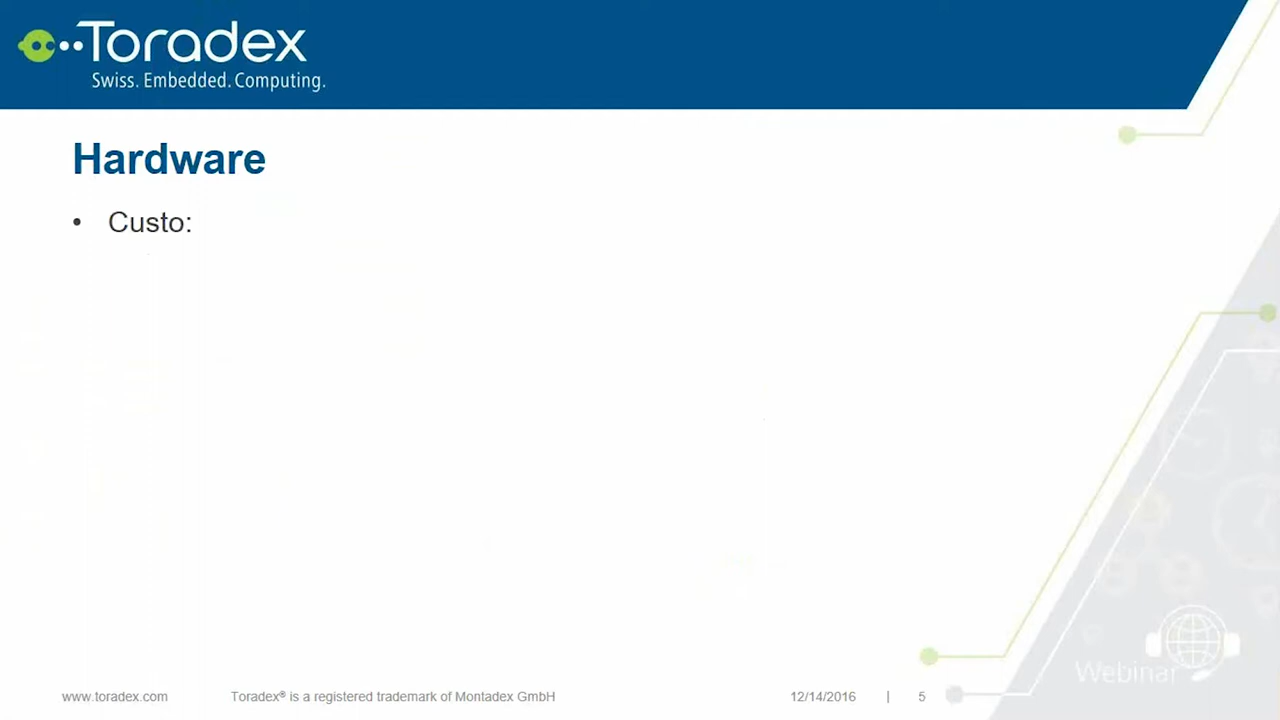 Toradex
Swiss. Embedded. Computing.
Hardware
• Custo:
Webinar
www.toradex.com
Toradex® is a registered trademark of Montadex GmbH
12/14/2016 | 5